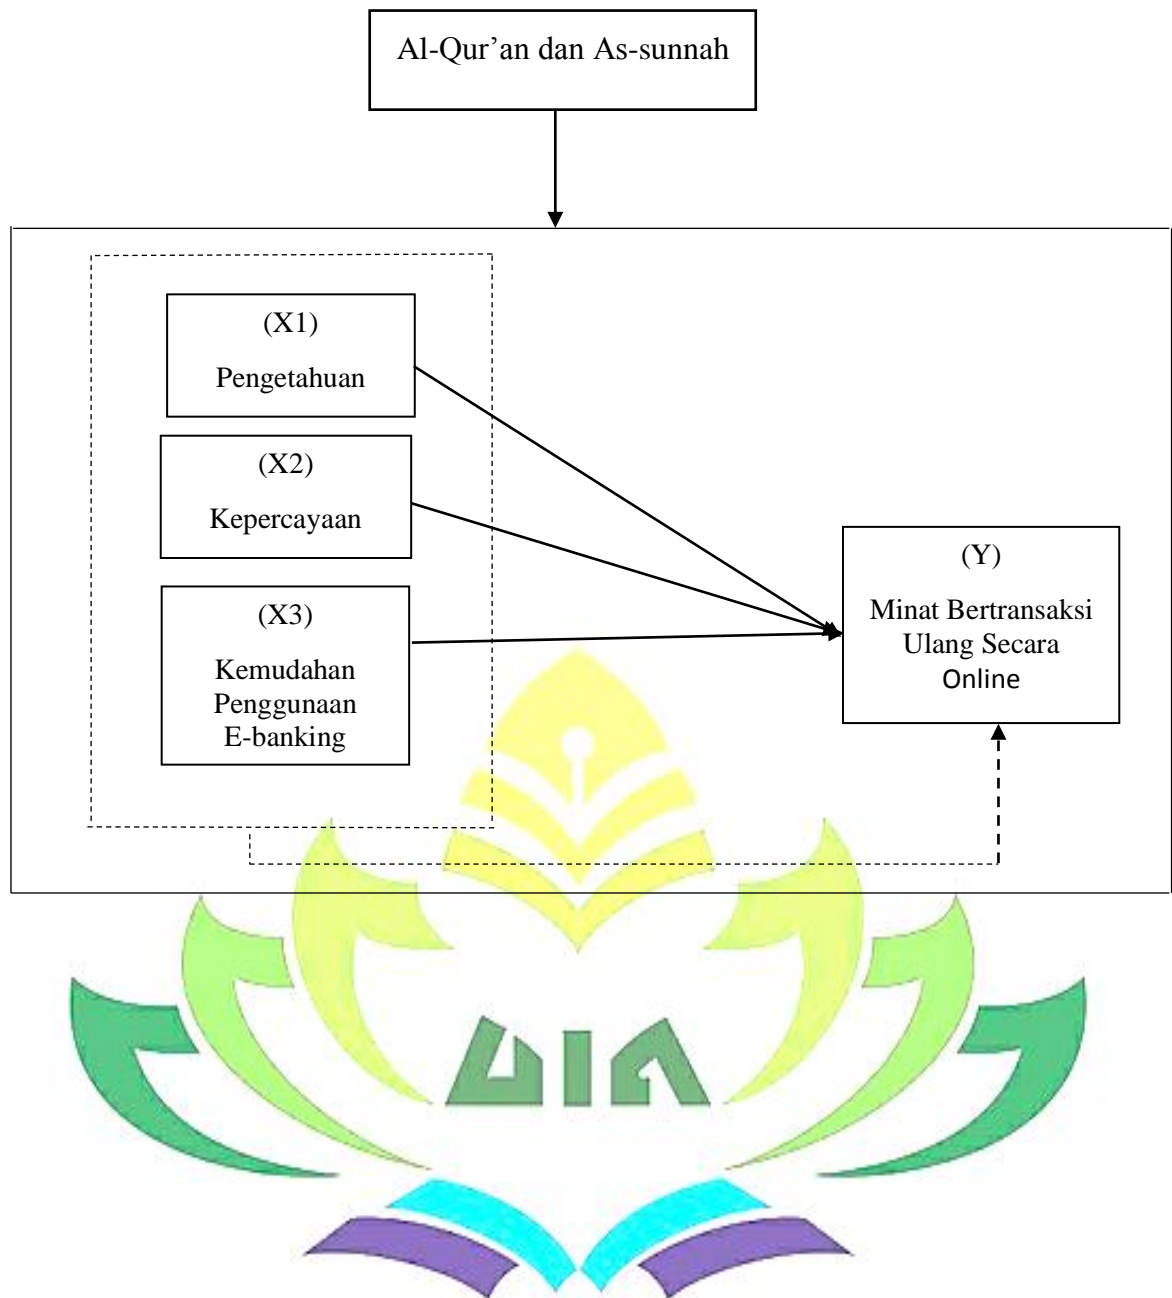 Al-Qur’an dan As-sunnah
(X1)
Pengetahuan
(X2)
Kepercayaan
(X3)
Kemudahan
Penggunaan
E-banking
(Y)
Minat Bertransaksi
Ulang Secara
Online
UIN